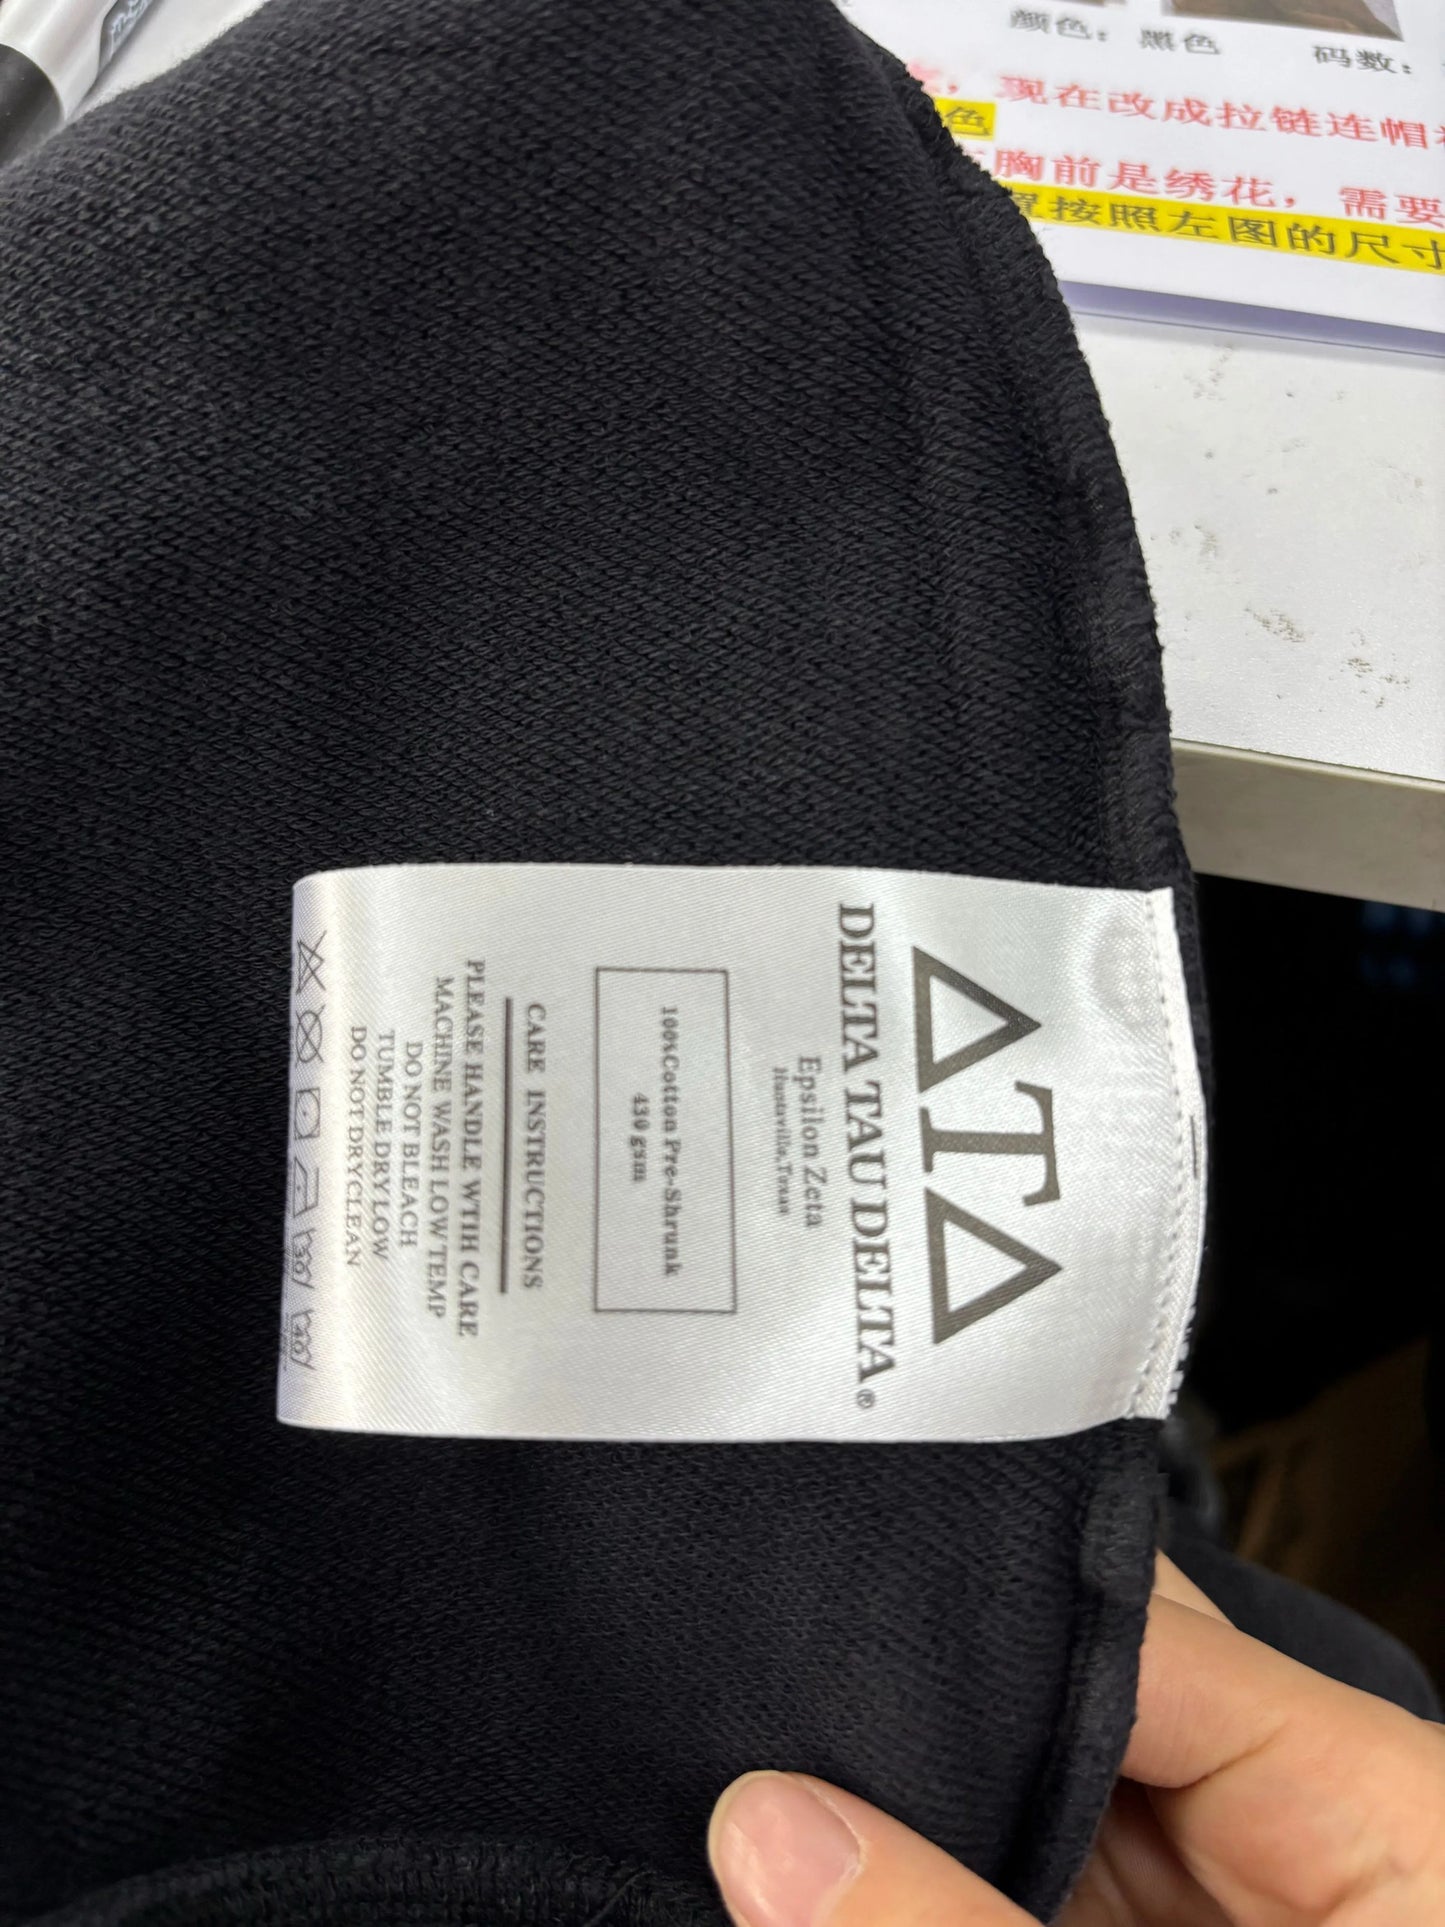 颜色：黑色
码数：
，现在改成拉链连帽
色
胸前是绣花，需要
置按照左图的尺寸
ΔΤΔ
DELTA TAU DELTA®
Epsilon Zeta
Huntsville,Texas
100%Cotton Pre-Shrunk
430 gsm
CARE INSTRUCTIONS
PLEASE HANDLE WTIH CARE
MACHINE WASH LOW TEMP
DO NOT BLEACH
TUMBLE DRY LOW
DO NOT DRYCLEAN